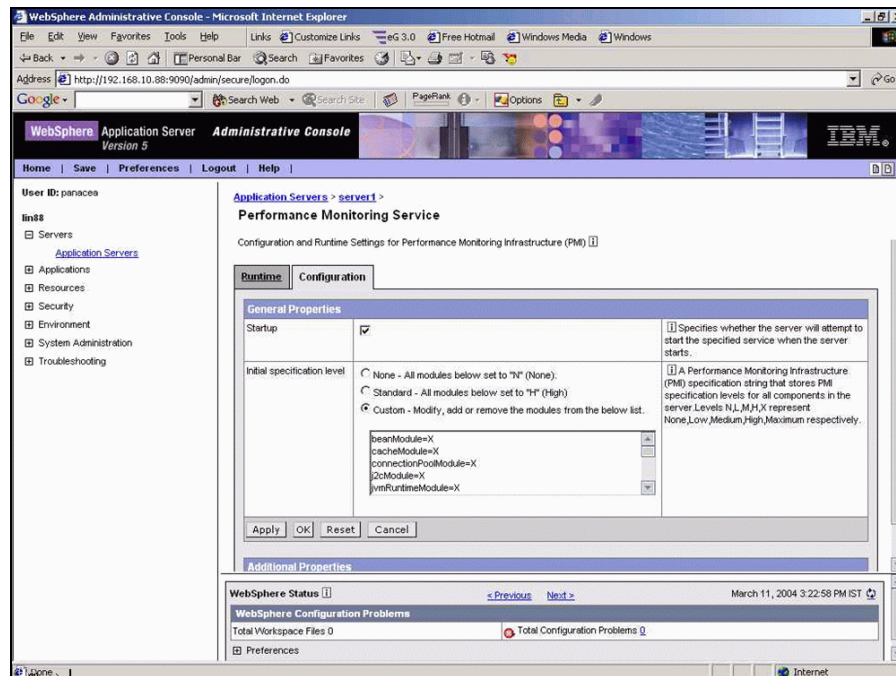 WebSphere Administrative Console - Microsoft Internet Explorer
File Edit View Favorites Tools Help Links Customize Links eG 3.0 Free Hotmail Windows Media Windows
Back Personal Bar Search Favorites
Address http://192.168.10.88:9090/admin/secure/logon.do Go
Google Search Web Search Site PageRank Options
WebSphere Application Server Administrative Console
Version 5
IBM.
Home | Save | Preferences | Logout | Help |
User ID: panacea
lin88
Servers
Application Servers
Applications
Resources
Security
Environment
System Administration
Troubleshooting
Application Servers > server1 >
Performance Monitoring Service
Configuration and Runtime Settings for Performance Monitoring Infrastructure (PMI) i
Runtime Configuration
General Properties
Startup
i Specifies whether the server will attempt to
start the specified service when the server
starts.
Initial specification level
None - All modules below set to "N" (None).
Standard - All modules below set to "H" (High)
Custom - Modify, add or remove the modules from the below list.
beanModule=X
cacheModule=X
connectionPoolModule=X
j2cModule=X
jvmRuntimeModule=X
i A Performance Monitoring Infrastructure
(PMI) specification string that stores PMI
specification levels for all components in the
server.Levels N,L,M,H,X represent
None,Low,Medium,High,Maximum respectively.
Apply OK Reset Cancel
Additional Properties
WebSphere Status i < Previous Next > March 11, 2004 3:22:58 PM IST
WebSphere Configuration Problems
Total Workspace Files 0 Total Configuration Problems 0
Preferences
Done Internet